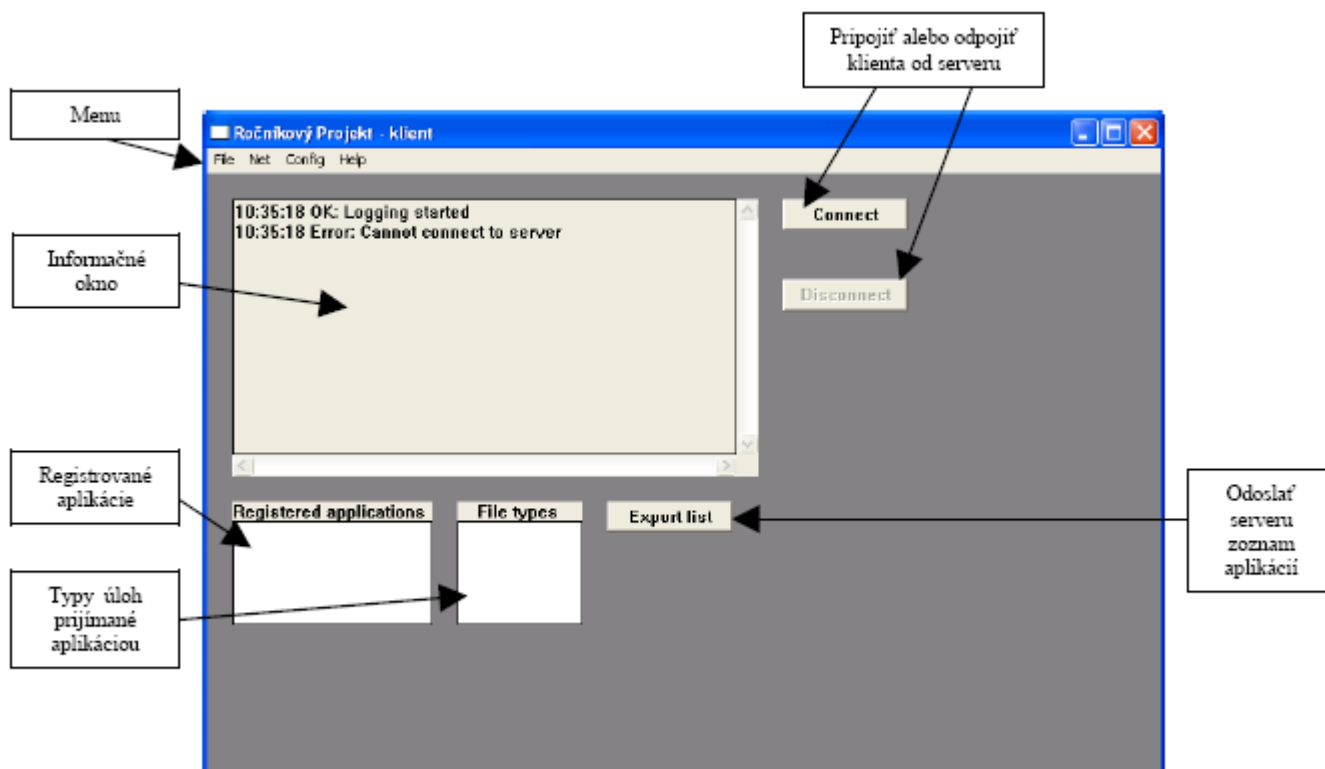 Pripojiť alebo odpojiť
klienta od serveru
Menu
Ročníkový Projekt - klient
File Net Config Help
10:35:18 OK: Logging started
10:35:18 Error: Cannot connect to server
Connect
Disconnect
Informačné
okno
Registrované
aplikácie
Registered applications
File types
Export list
Odoslať
serveru
zoznam
aplikácií
Typy úloh
prijímané
aplikáciou